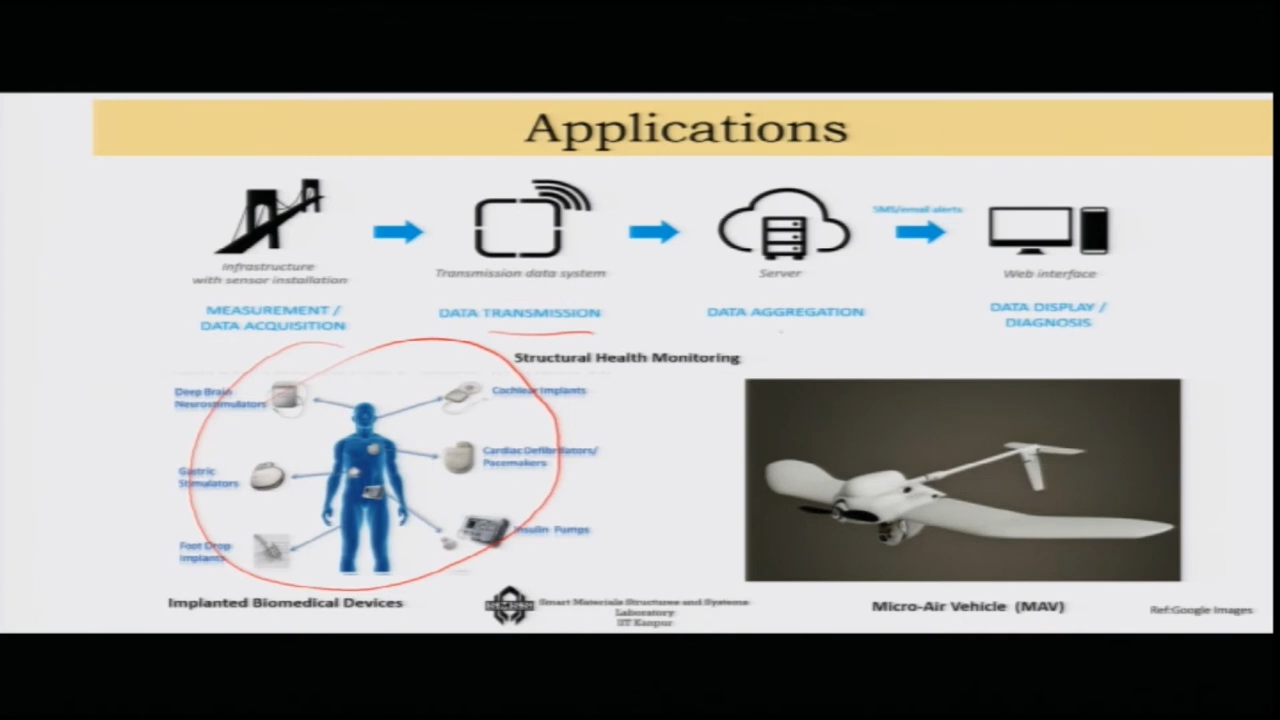 Applications
SMS/email alerts
Infrastructure
with sensor installation
Transmission data system
Server
Web interface
MEASUREMENT /
DATA ACQUISITION
DATA TRANSMISSION
DATA AGGREGATION
DATA DISPLAY /
DIAGNOSIS
Structural Health Monitoring
Deep Brain
Neurostimulators
Cochlear Implants
Gastric
Stimulators
Cardiac Defibrillators/
Pacemakers
Foot Drop
Implants
Insulin Pumps
Implanted Biomedical Devices
Smart Materials Structures and Systems
Laboratory
IIT Kanpur
Micro-Air Vehicle (MAV)
Ref:Google Images